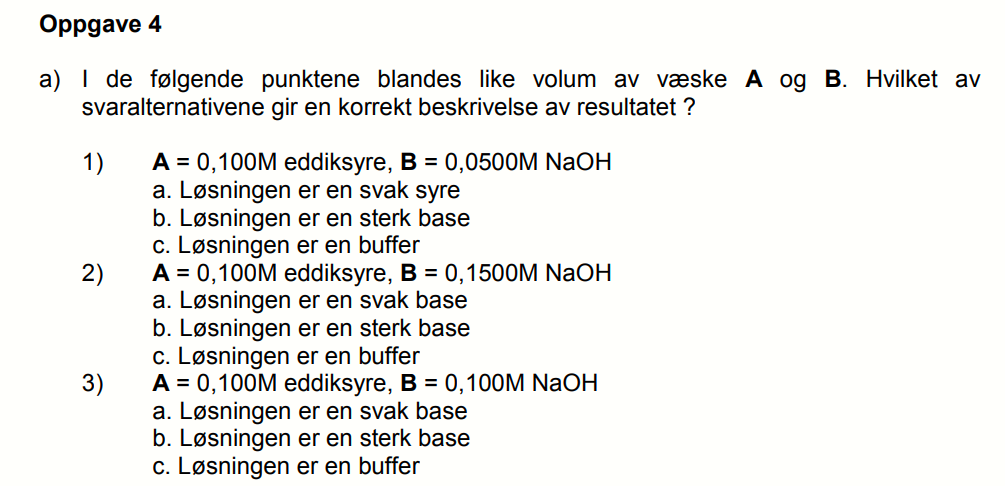 Oppgave 4
a) I de følgende punktene blandes like volum av væske A og B. Hvilket av
svaralternativene gir en korrekt beskrivelse av resultatet ?
1) A = 0,100M eddiksyre, B = 0,0500M NaOH
a. Løsningen er en svak syre
b. Løsningen er en sterk base
c. Løsningen er en buffer
2) A = 0,100M eddiksyre, B = 0,1500M NaOH
a. Løsningen er en svak base
b. Løsningen er en sterk base
c. Løsningen er en buffer
3) A = 0,100M eddiksyre, B = 0,100M NaOH
a. Løsningen er en svak base
b. Løsningen er en sterk base
c. Løsningen er en buffer